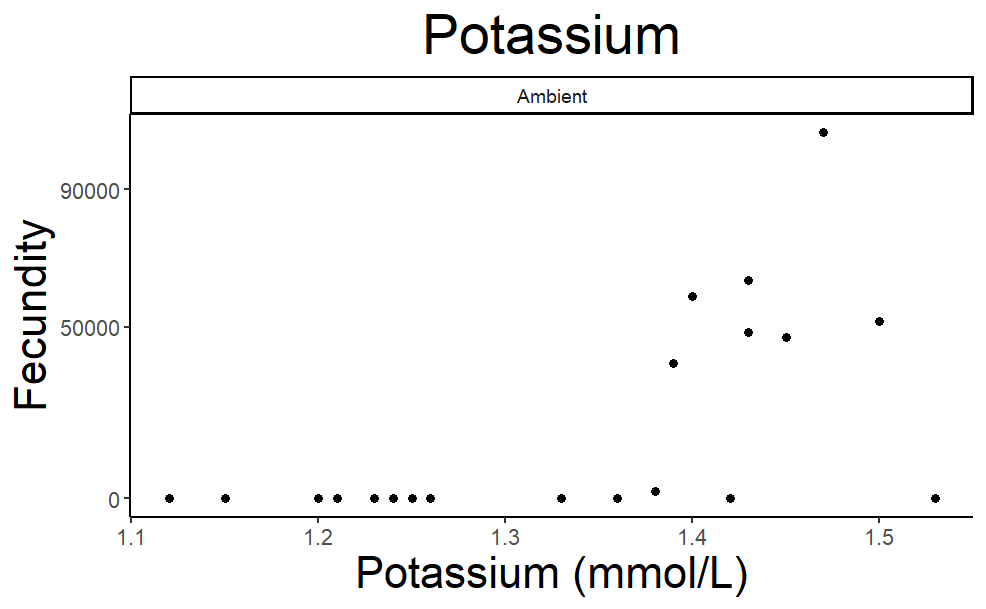 Potassium
Ambient
Fecundity
90000
50000
0
1.1 1.2 1.3 1.4 1.5
Potassium (mmol/L)